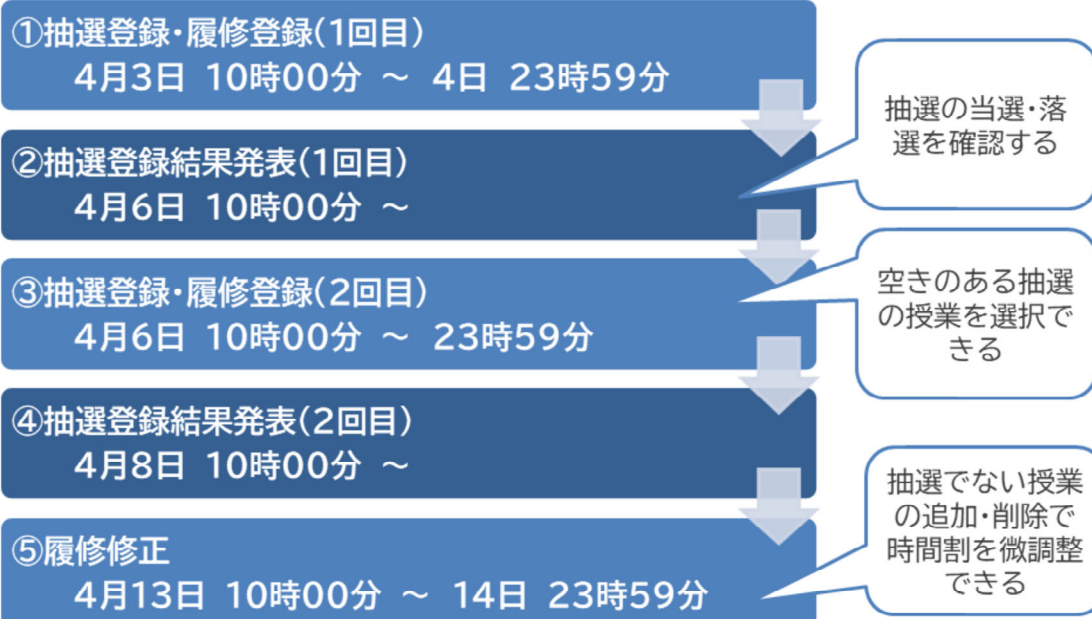 ①抽選登録・履修登録(1回目)
4月3日 10時00分 ～ 4日 23時59分
抽選の当選・落
選を確認する
②抽選登録結果発表(1回目)
4月6日 10時00分 ～
③抽選登録・履修登録(2回目)
4月6日 10時00分 ～ 23時59分
空きのある抽選
の授業を選択で
きる
④抽選登録結果発表(2回目)
4月8日 10時00分 ～
⑤履修修正
4月13日 10時00分 ～ 14日 23時59分
抽選でない授業
の追加・削除で
時間割を微調整
できる